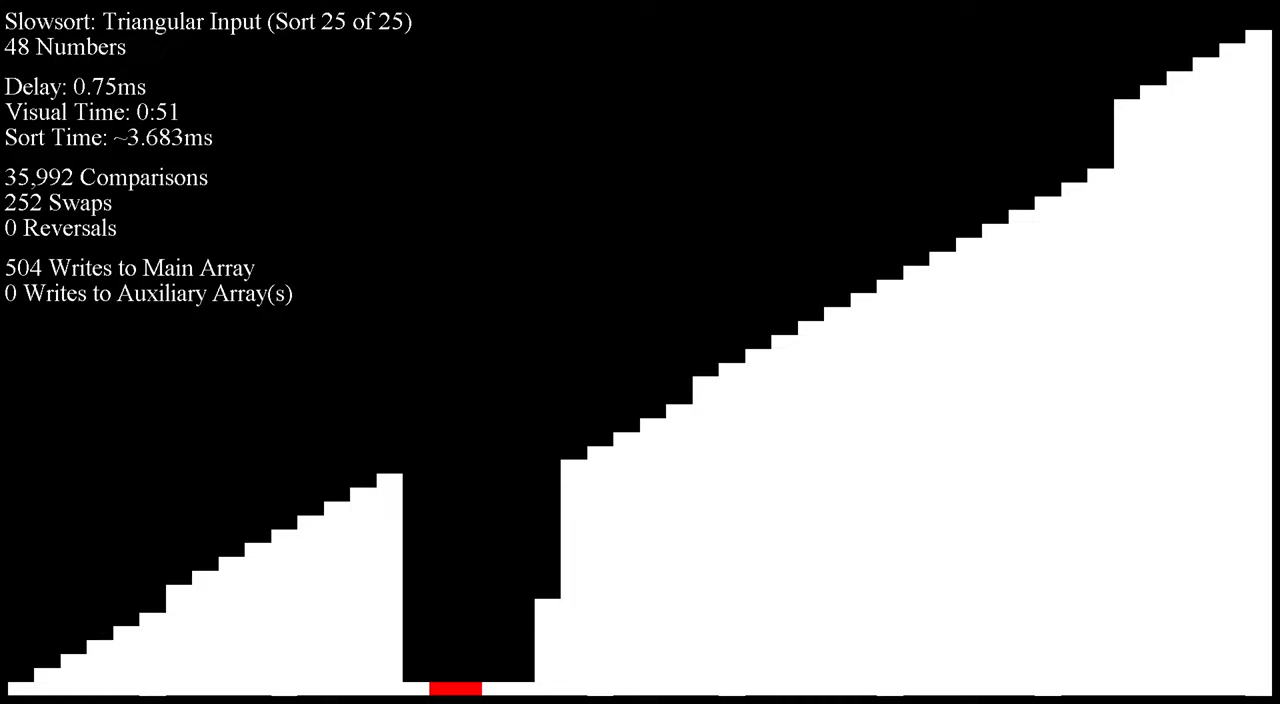 Slowsort: Triangular Input (Sort 25 of 25)
48 Numbers
Delay: 0.75ms
Visual Time: 0:51
Sort Time: ~3.683ms
35,992 Comparisons
252 Swaps
0 Reversals
504 Writes to Main Array
0 Writes to Auxiliary Array(s)